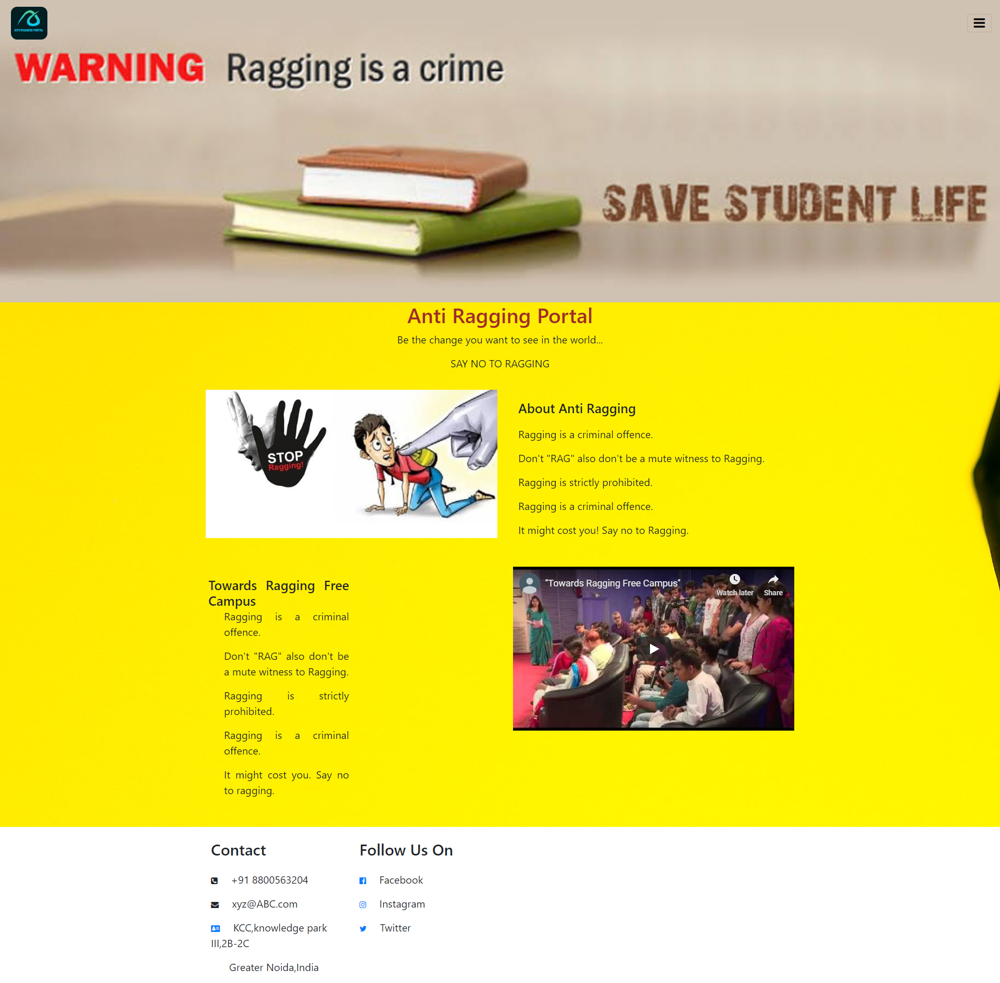 ANTI RAGGING PORTAL
WARNING Ragging is a crime
SAVE STUDENT LIFE
Anti Ragging Portal
Be the change you want to see in the world...
SAY NO TO RAGGING
STOP
Ragging!
About Anti Ragging
Ragging is a criminal offence.
Don't "RAG" also don't be a mute witness to Ragging.
Ragging is strictly prohibited.
Ragging is a criminal offence.
It might cost you! Say no to Ragging.
Towards Ragging Free
Campus
Ragging is a criminal
offence.
Don't "RAG" also don't be
a mute witness to Ragging.
Ragging is strictly
prohibited.
Ragging is a criminal
offence.
It might cost you. Say no
to ragging.
"Towards Ragging Free Campus"
Watch later
Share
Contact
+91 8800563204
xyz@ABC.com
KCC,knowledge park
III,2B-2C
Greater Noida,India
Follow Us On
Facebook
Instagram
Twitter